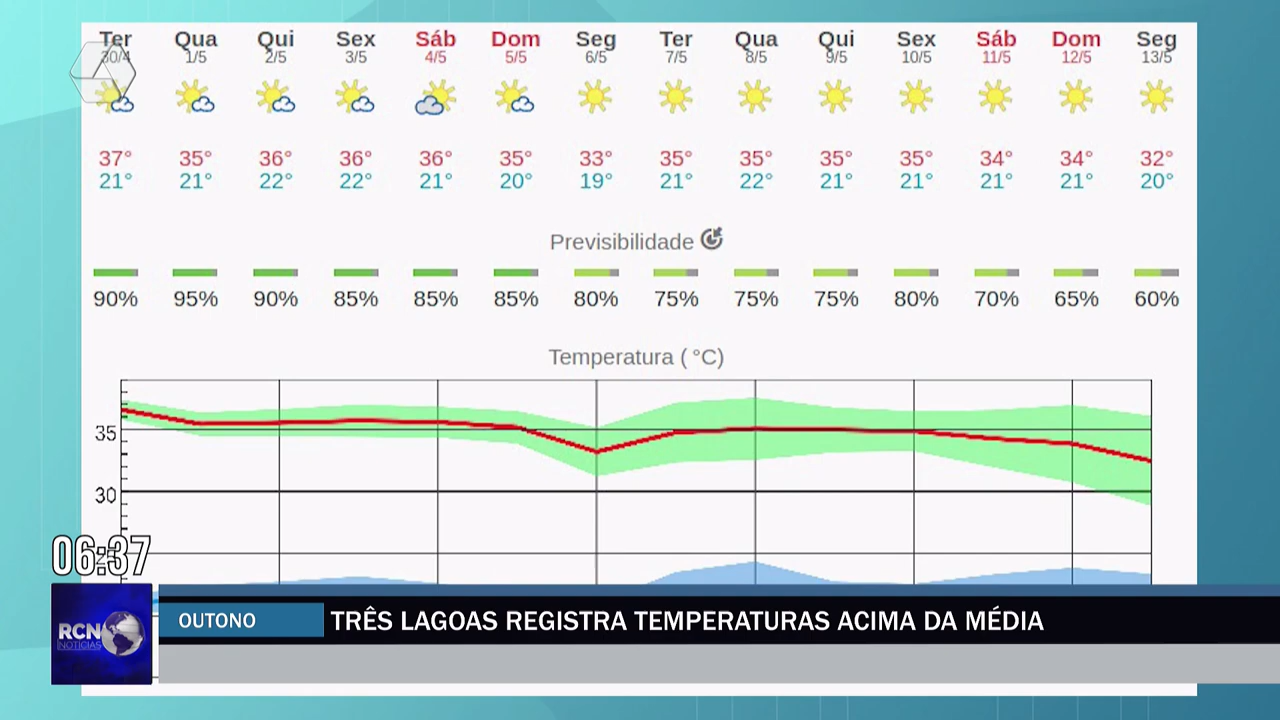 Ter Qua Qui Sex Sáb Dom Seg Ter Qua Qui Sex Sáb Dom Seg
30/4 1/5 2/5 3/5 4/5 5/5 6/5 7/5 8/5 9/5 10/5 11/5 12/5 13/5
37° 35° 36° 36° 36° 35° 33° 35° 35° 35° 35° 34° 34° 32°
21° 21° 22° 22° 21° 20° 19° 21° 22° 21° 21° 21° 21° 20°
Previsibilidade
90% 95% 90% 85% 85% 85% 80% 75% 75% 75% 80% 70% 65% 60%
Temperatura ( °C)
35
30
06:37
RCN
NOTÍCIAS
OUTONO
TRÊS LAGOAS REGISTRA TEMPERATURAS ACIMA DA MÉDIA